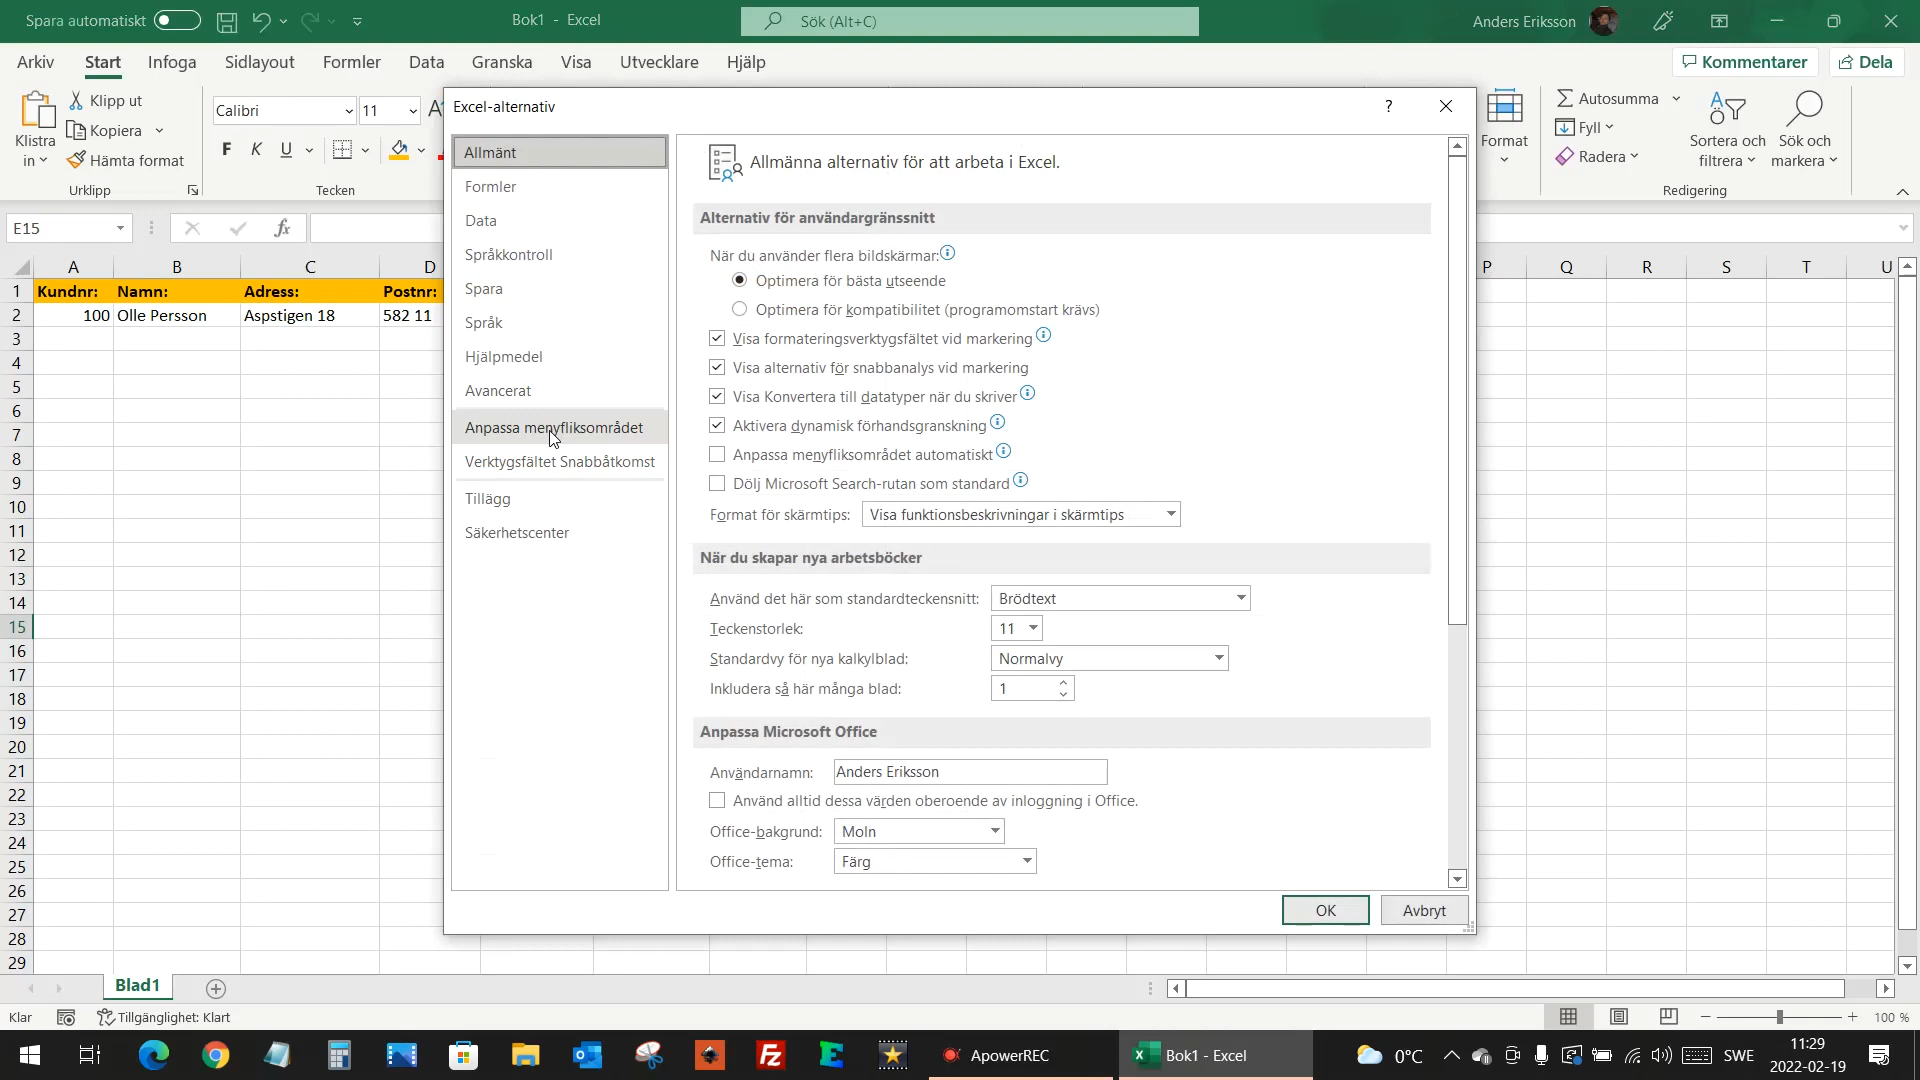 Spara automatiskt
Bok1 - Excel
Sök (Alt+C)
Anders Eriksson
Arkiv Start Infoga Sidlayout Formler Data Granska Visa Utvecklare Hjälp
Kommentarer Dela
Klistra in
Klipp ut
Kopiera
Hämta format
Urklipp
Calibri 11
F K U
Tecken
Format
Autosumma
Fyll
Radera
Sortera och filtrera
Sök och markera
Redigering
E15
fx
A B C D P Q R S T U
1 Kundnr: Namn: Adress: Postnr:
2 100 Olle Persson Aspstigen 18 582 11
3
4
5
6
7
8
9
10
11
12
13
14
15
16
17
18
19
20
21
22
23
24
25
26
27
28
29
Excel-alternativ ?
Allmänt
Formler
Data
Språkkontroll
Spara
Språk
Hjälpmedel
Avancerat
Anpassa menyfliksområdet
Verktygsfältet Snabbåtkomst
Tillägg
Säkerhetscenter
Allmänna alternativ för att arbeta i Excel.
Alternativ för användargränssnitt
När du använder flera bildskärmar:
Optimera för bästa utseende
Optimera för kompatibilitet (programomstart krävs)
Visa formateringsverktygsfältet vid markering
Visa alternativ för snabbanalys vid markering
Visa Konvertera till datatyper när du skriver
Aktivera dynamisk förhandsgranskning
Anpassa menyfliksområdet automatiskt
Dölj Microsoft Search-rutan som standard
Format för skärmtips: Visa funktionsbeskrivningar i skärmtips
När du skapar nya arbetsböcker
Använd det här som standardteckensnitt: Brödtext
Teckenstorlek: 11
Standardvy för nya kalkylblad: Normalvy
Inkludera så här många blad: 1
Anpassa Microsoft Office
Användarnamn: Anders Eriksson
Använd alltid dessa värden oberoende av inloggning i Office.
Office-bakgrund: Moln
Office-tema: Färg
OK Avbryt
Blad1
Klar
Tillgänglighet: Klart
100 %
ApowerREC
Bok1 - Excel
0°C
SWE
11:29
2022-02-19